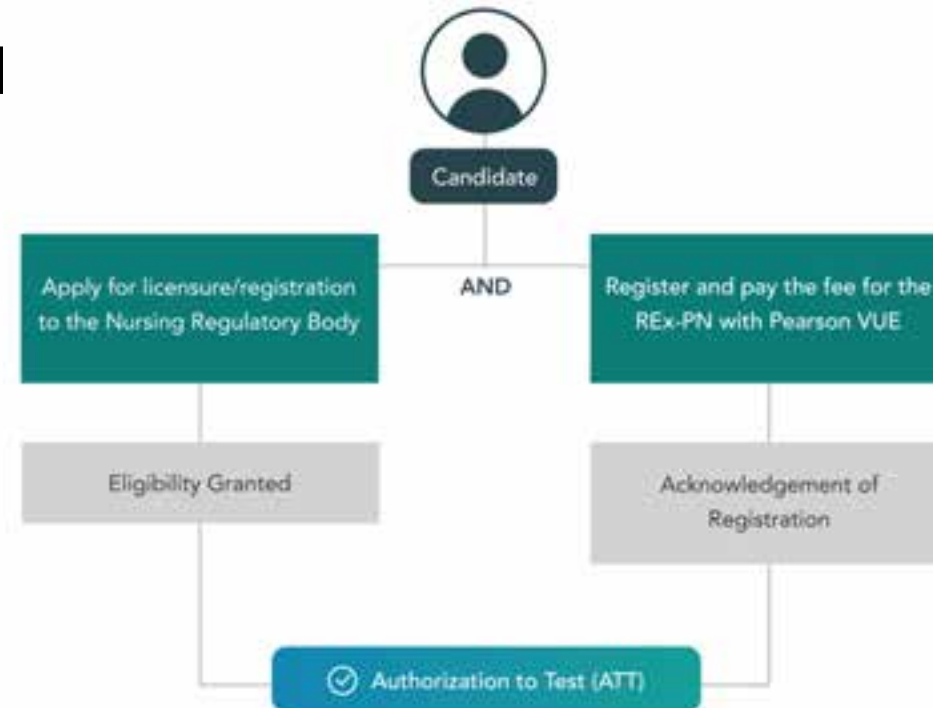 Candidate
Apply for licensure/registration
to the Nursing Regulatory Body
AND
Register and pay the fee for the
REx-PN with Pearson VUE
Eligibility Granted
Acknowledgement of
Registration
Authorization to Test (ATT)